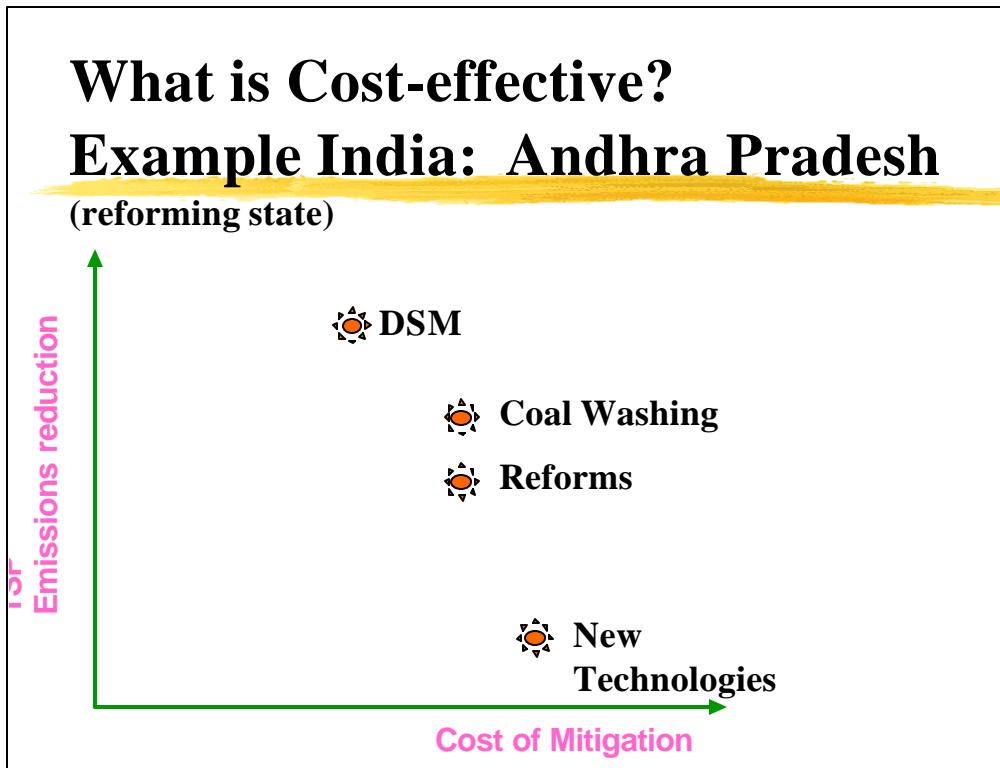 What is Cost-effective?
Example India: Andhra Pradesh
(reforming state)
DSM
Coal Washing
Reforms
New
Technologies
TSP
Emissions reduction
Cost of Mitigation